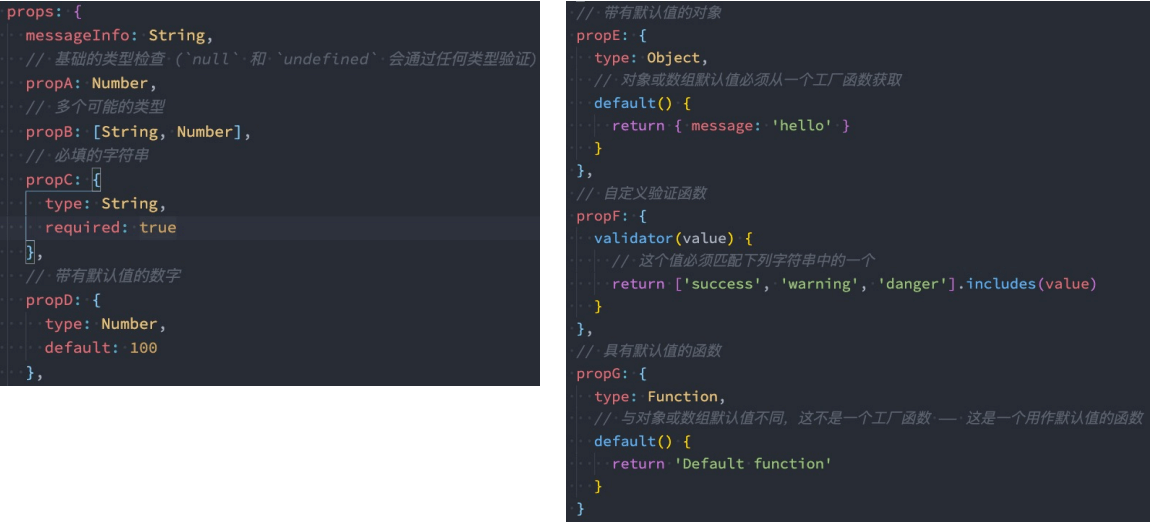 props: {
messageInfo: String,
// 基础的类型检查 (`null` 和 `undefined` 会通过任何类型验证)
propA: Number,
// 多个可能的类型
propB: [String, Number],
// 必填的字符串
propC: {
type: String,
required: true
},
// 带有默认值的数字
propD: {
type: Number,
default: 100
},
// 带有默认值的对象
propE: {
type: Object,
// 对象或数组默认值必须从一个工厂函数获取
default() {
return { message: 'hello' }
}
},
// 自定义验证函数
propF: {
validator(value) {
// 这个值必须匹配下列字符串中的一个
return ['success', 'warning', 'danger'].includes(value)
}
},
// 具有默认值的函数
propG: {
type: Function,
// 与对象或数组默认值不同，这不是一个工厂函数 —— 这是一个用作默认值的函数
default() {
return 'Default function'
}
}